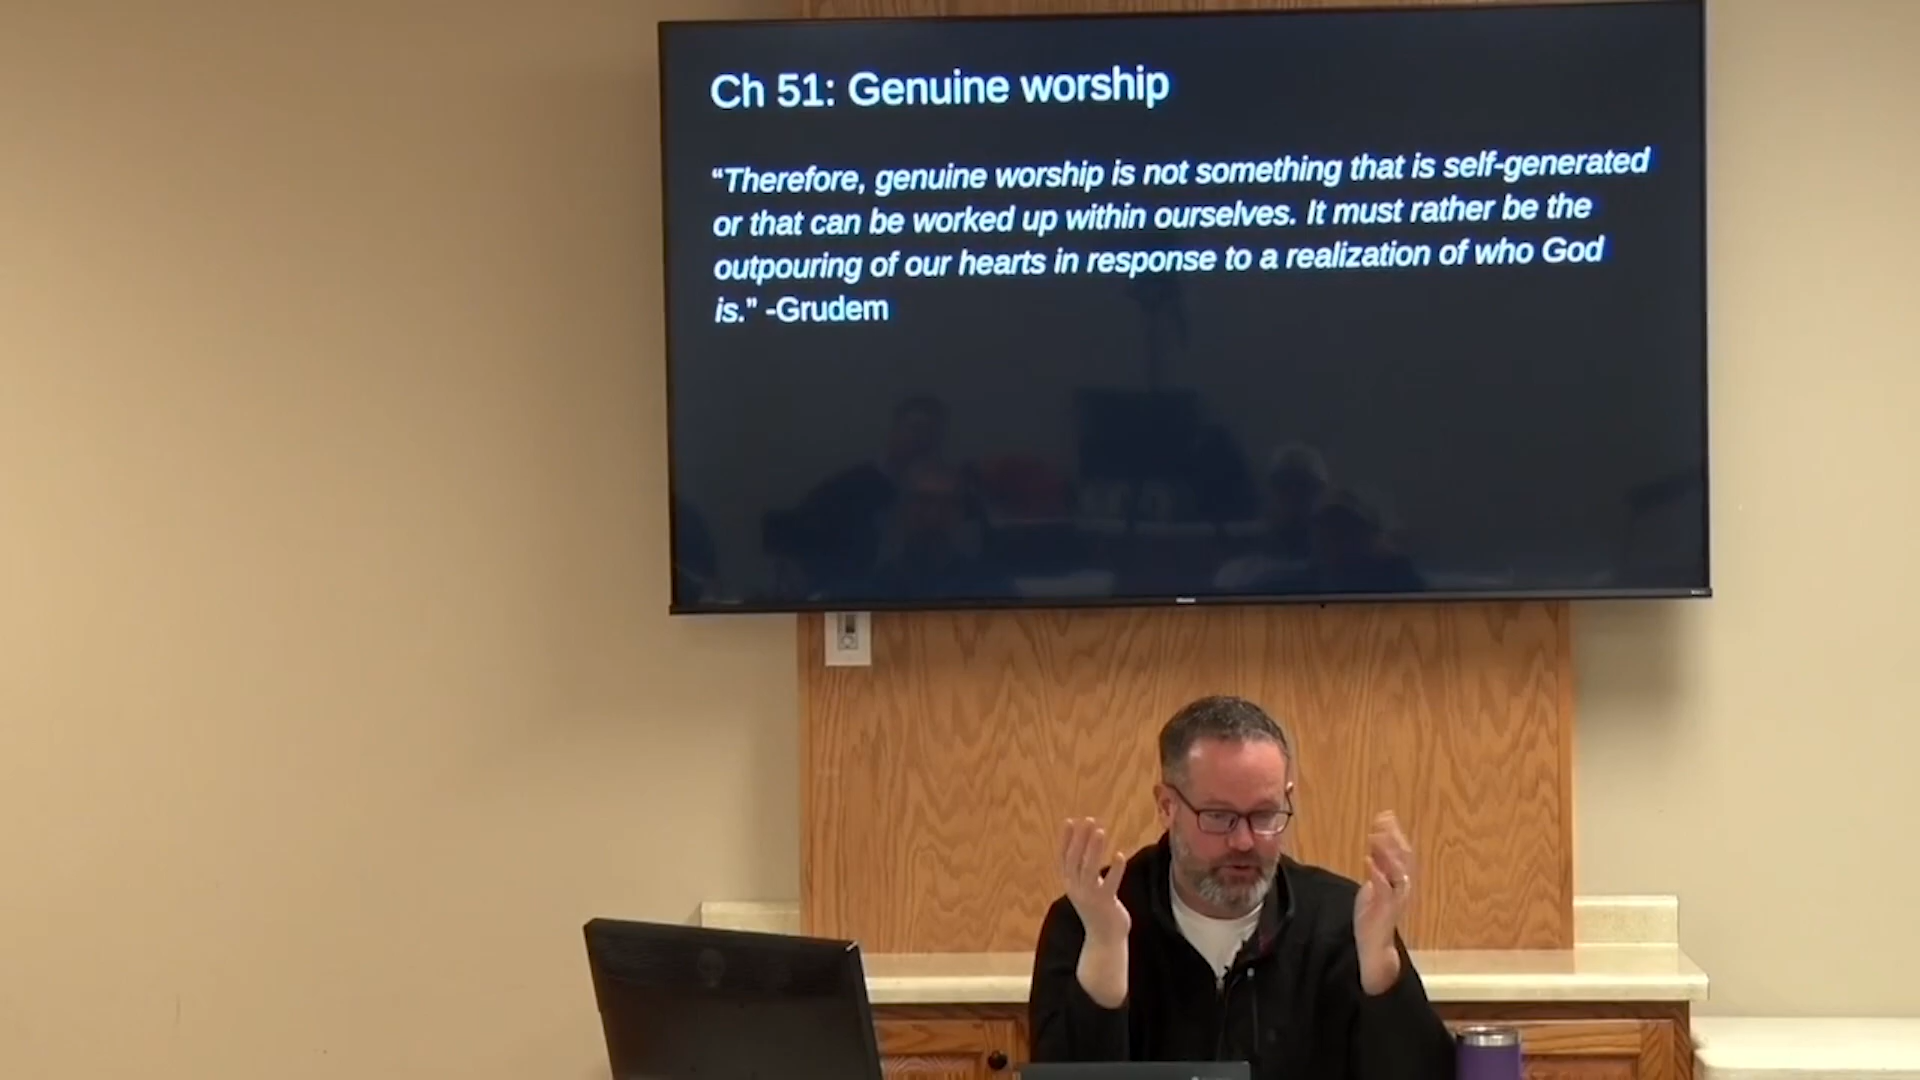 Ch 51: Genuine worship
“Therefore, genuine worship is not something that is self-generated
or that can be worked up within ourselves. It must rather be the
outpouring of our hearts in response to a realization of who God
is.” -Grudem